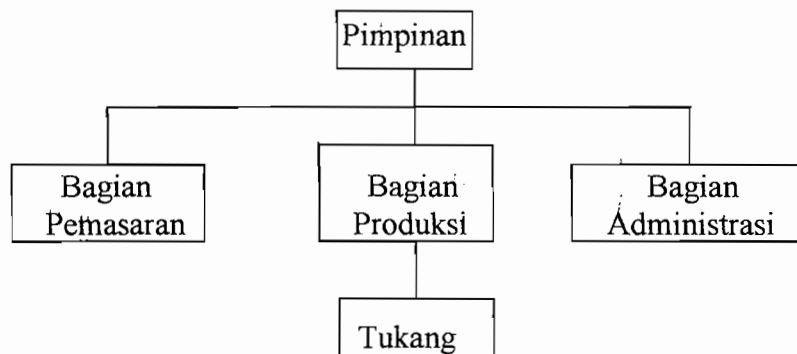 Pimpinan
Bagian
Pemasaran
Bagian
Produksi
Bagian
Administrasi
Tukang